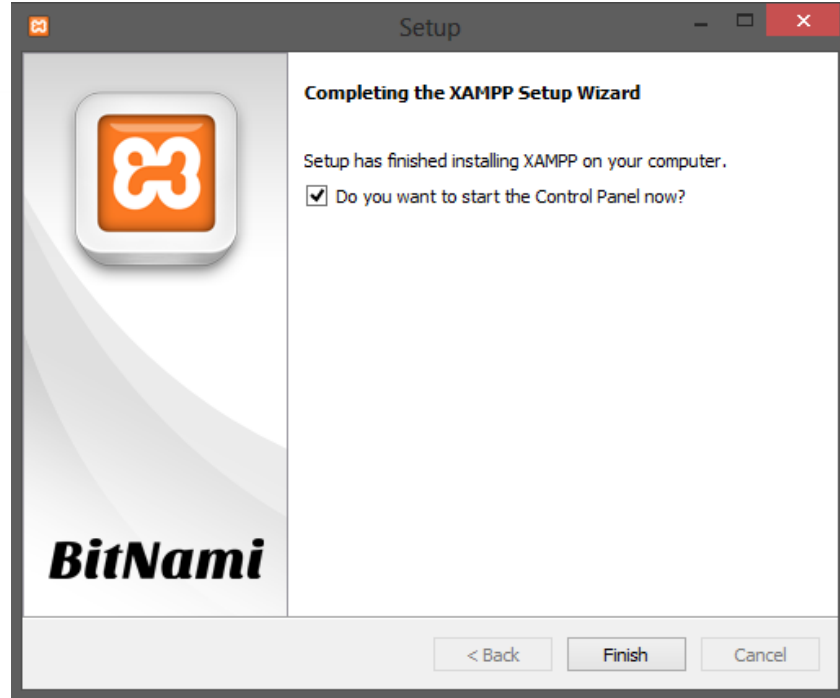 Setup
Completing the XAMPP Setup Wizard
Setup has finished installing XAMPP on your computer.
Do you want to start the Control Panel now?
BitNami
< Back
Finish
Cancel